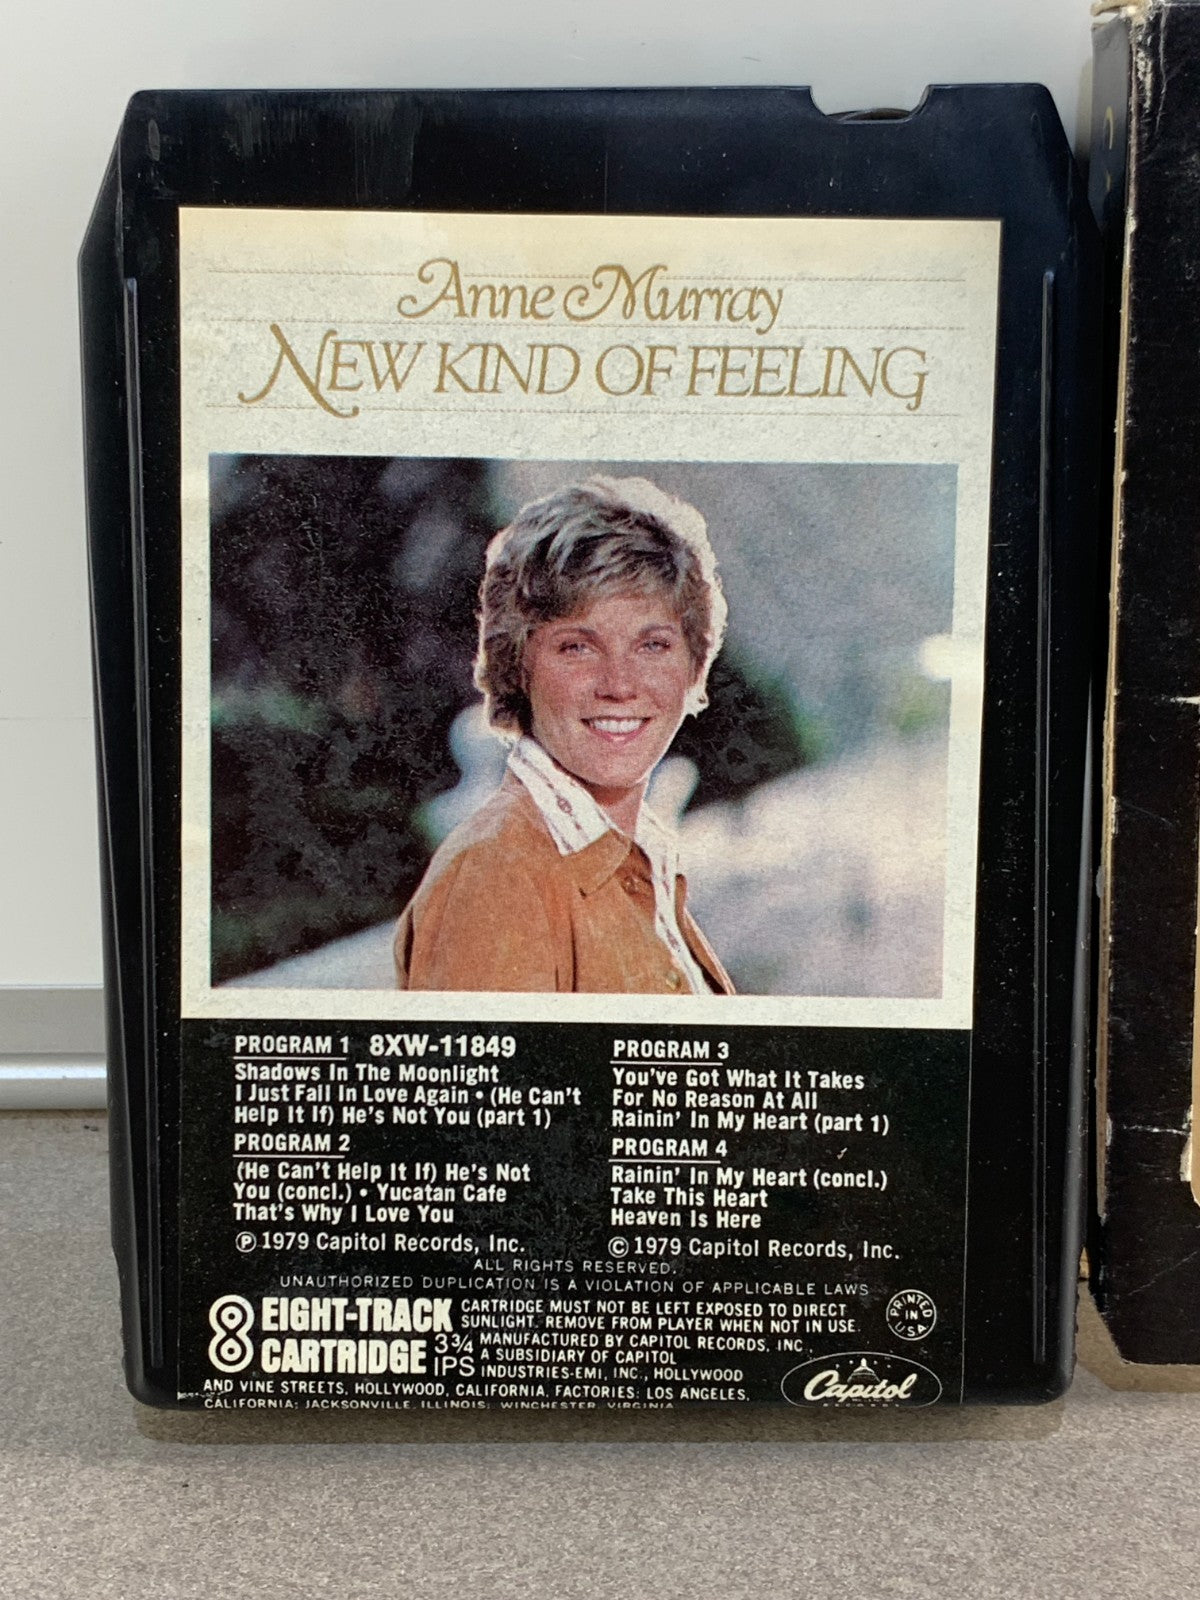 Anne Murray
NEW KIND OF FEELING
PROGRAM 1 8XW-11849
Shadows In The Moonlight
I Just Fall In Love Again • (He Can't
Help It If) He's Not You (part 1)
PROGRAM 2
(He Can't Help It If) He's Not
You (concl.) • Yucatan Cafe
That's Why I Love You
℗ 1979 Capitol Records, Inc.
PROGRAM 3
You've Got What It Takes
For No Reason At All
Rainin' In My Heart (part 1)
PROGRAM 4
Rainin' In My Heart (concl.)
Take This Heart
Heaven Is Here
© 1979 Capitol Records, Inc.
ALL RIGHTS RESERVED.
UNAUTHORIZED DUPLICATION IS A VIOLATION OF APPLICABLE LAWS
8 EIGHT-TRACK
CARTRIDGE 3¾ IPS
CARTRIDGE MUST NOT BE LEFT EXPOSED TO DIRECT
SUNLIGHT. REMOVE FROM PLAYER WHEN NOT IN USE.
MANUFACTURED BY CAPITOL RECORDS, INC.,
A SUBSIDIARY OF CAPITOL
INDUSTRIES-EMI, INC., HOLLYWOOD
AND VINE STREETS, HOLLYWOOD, CALIFORNIA. FACTORIES: LOS ANGELES,
CALIFORNIA; JACKSONVILLE, ILLINOIS; WINCHESTER, VIRGINIA
PRINTED
IN
U.S.A.
Capitol
RECORDS